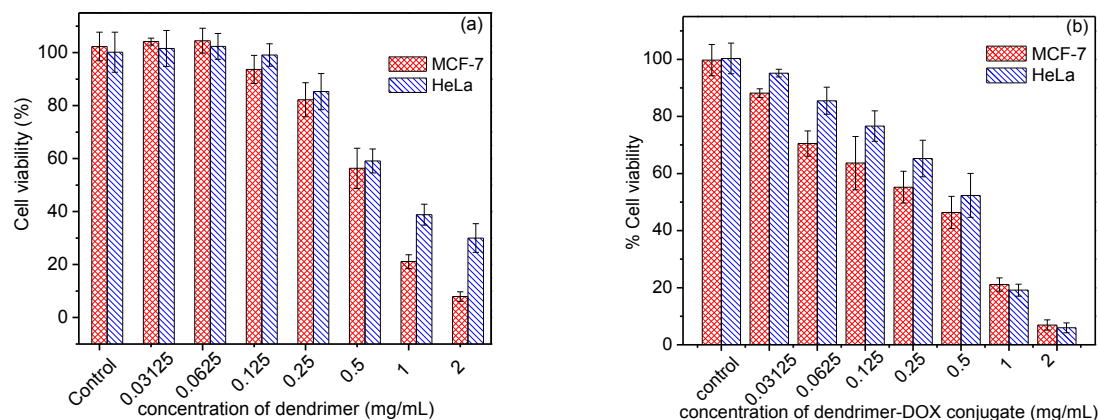 (a)
120
100
80
60
40
20
0
Cell viability (%)
MCF-7
HeLa
Control
0.03125
0.0625
0.125
0.25
0.5
1
2
concentration of dendrimer (mg/mL)
(b)
100
80
60
40
20
0
% Cell viability
MCF-7
HeLa
control
0.03125
0.0625
0.125
0.25
0.5
1
2
concentration of dendrimer-DOX conjugate (mg/mL)